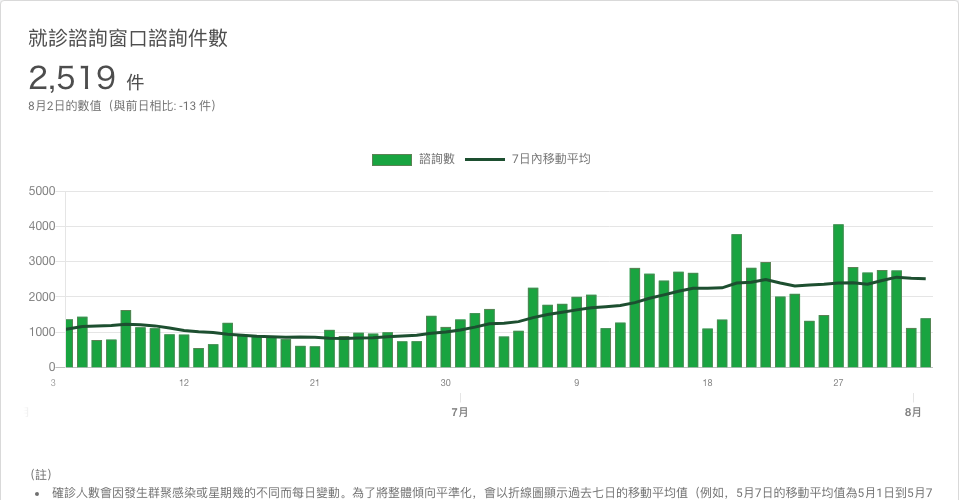 就診諮詢窗口諮詢件數
2,519 件
8月2日的數值（與前日相比: -13 件）
諮詢數 7日內移動平均
5000
4000
3000
2000
1000
0
3 12 21 30 9 18 27
7月 8月
（註）
• 確診人數會因發生群聚感染或星期幾的不同而每日變動。為了將整體傾向平準化，會以折線圖顯示過去七日的移動平均值（例如，5月7日的移動平均值為5月1日到5月7